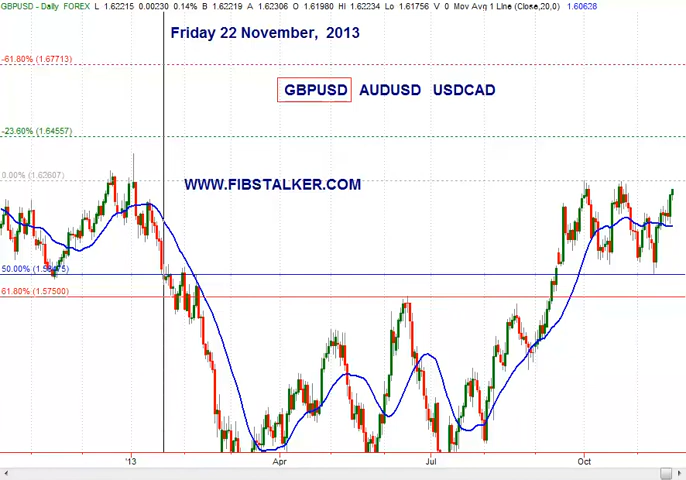 GBPUSD - Daily FOREX L 1.62215 0.00230 0.14% B 1.62219 A 1.62306 O 1.61980 Hi 1.62234 Lo 1.61756 V 0 Mov Avg 1 Line (Close,20,0) 1.60628
Friday 22 November, 2013
-61.80% (1.67713)
GBPUSD AUDUSD USDCAD
-23.60% (1.64557)
0.00% (1.62607)
WWW.FIBSTALKER.COM
50.00%
61.80% (1.57500)
'13 Apr Jul Oct